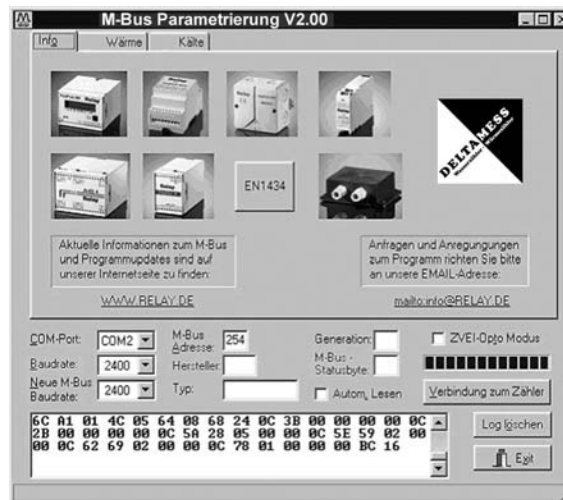 M-Bus Parametrierung V2.00
Info Wärme Kälte
EN1434
DELTAMESS
Aktuelle Informationen zum M-Bus
und Programmupdates sind auf
unserer Internetseite zu finden:
WWW.RELAY.DE
Anfragen und Anregungungen
zum Programm richten Sie bitte
an unsere EMAIL-Adresse:
mailto:info@RELAY.DE
COM-Port: COM2
M-Bus Adresse: 254
Generation:
ZVEI-Opto Modus
Baudrate: 2400
Hersteller:
M-Bus - Statusbyte:
Neue M-Bus Baudrate: 2400
Typ:
Autom. Lesen
Verbindung zum Zähler
6C A1 01 4C 05 64 08 68 24 0C 3B 00 00 00 00 0C
2B 00 00 00 00 0C 5A 28 05 00 00 0C 5E 59 02 00
00 0C 62 69 02 00 00 0C 78 01 00 00 00 BC 16
Log löschen
Exit